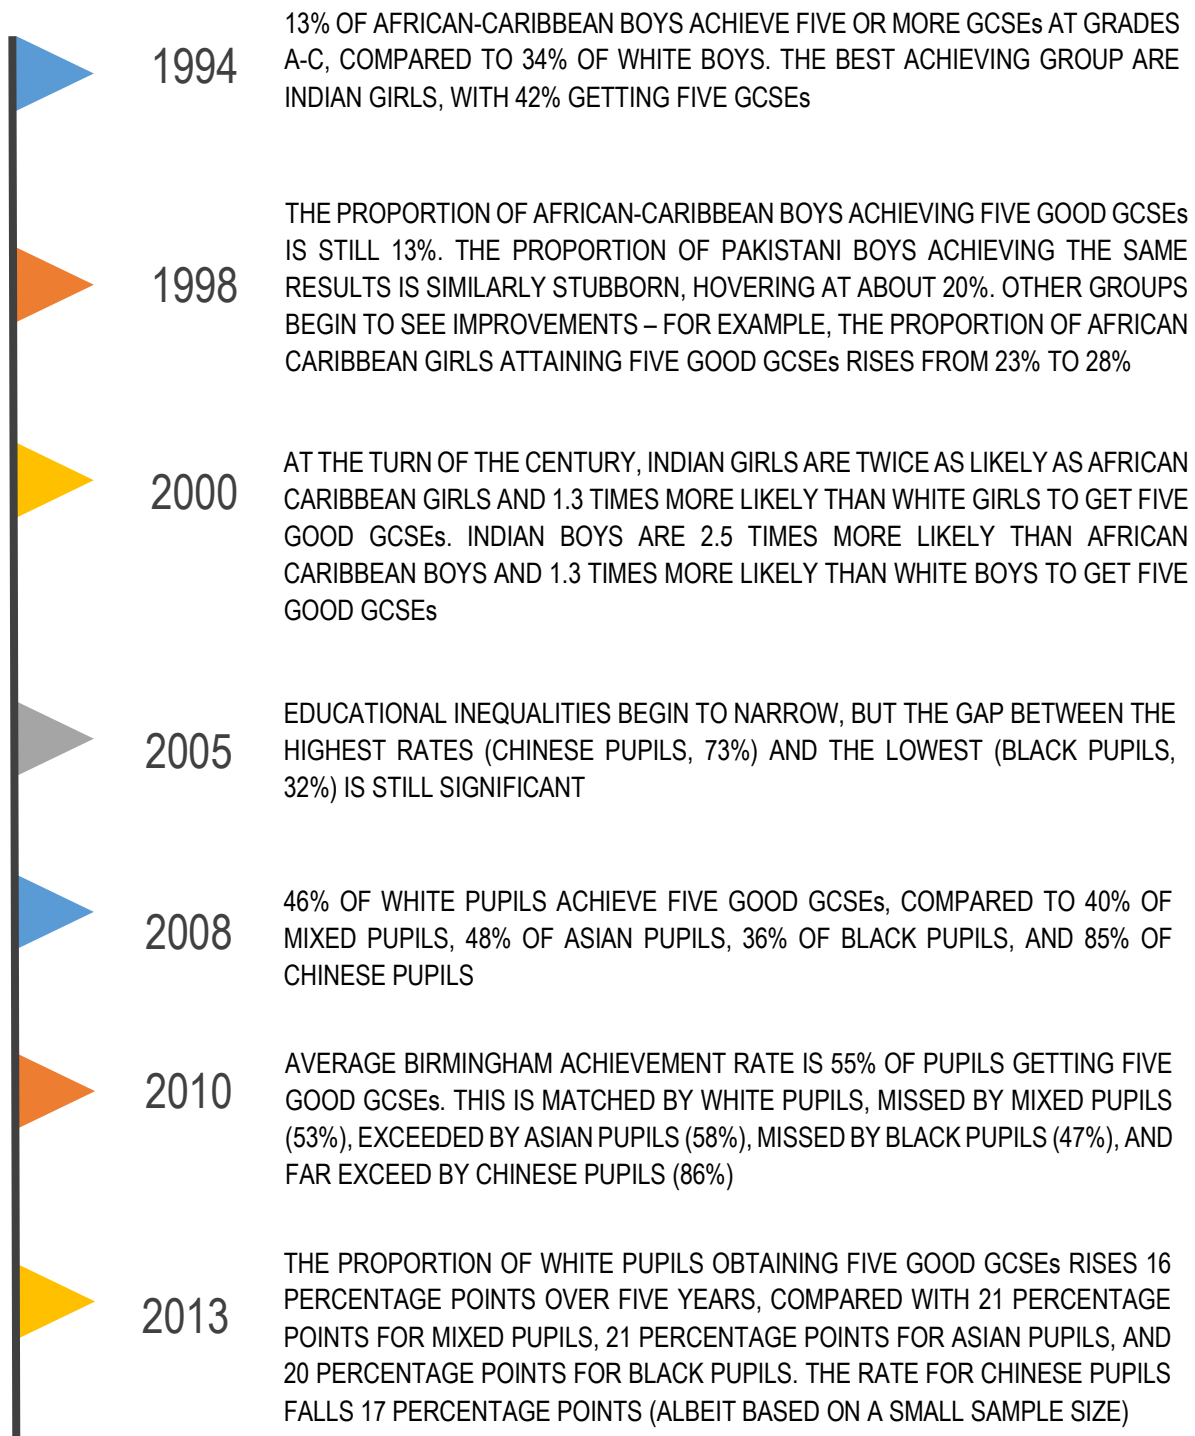 1994
13% OF AFRICAN-CARIBBEAN BOYS ACHIEVE FIVE OR MORE GCSEs AT GRADES
A-C, COMPARED TO 34% OF WHITE BOYS. THE BEST ACHIEVING GROUP ARE
INDIAN GIRLS, WITH 42% GETTING FIVE GCSEs
1998
THE PROPORTION OF AFRICAN-CARIBBEAN BOYS ACHIEVING FIVE GOOD GCSEs
IS STILL 13%. THE PROPORTION OF PAKISTANI BOYS ACHIEVING THE SAME
RESULTS IS SIMILARLY STUBBORN, HOVERING AT ABOUT 20%. OTHER GROUPS
BEGIN TO SEE IMPROVEMENTS – FOR EXAMPLE, THE PROPORTION OF AFRICAN
CARIBBEAN GIRLS ATTAINING FIVE GOOD GCSEs RISES FROM 23% TO 28%
2000
AT THE TURN OF THE CENTURY, INDIAN GIRLS ARE TWICE AS LIKELY AS AFRICAN
CARIBBEAN GIRLS AND 1.3 TIMES MORE LIKELY THAN WHITE GIRLS TO GET FIVE
GOOD GCSEs. INDIAN BOYS ARE 2.5 TIMES MORE LIKELY THAN AFRICAN
CARIBBEAN BOYS AND 1.3 TIMES MORE LIKELY THAN WHITE BOYS TO GET FIVE
GOOD GCSEs
2005
EDUCATIONAL INEQUALITIES BEGIN TO NARROW, BUT THE GAP BETWEEN THE
HIGHEST RATES (CHINESE PUPILS, 73%) AND THE LOWEST (BLACK PUPILS,
32%) IS STILL SIGNIFICANT
2008
46% OF WHITE PUPILS ACHIEVE FIVE GOOD GCSEs, COMPARED TO 40% OF
MIXED PUPILS, 48% OF ASIAN PUPILS, 36% OF BLACK PUPILS, AND 85% OF
CHINESE PUPILS
2010
AVERAGE BIRMINGHAM ACHIEVEMENT RATE IS 55% OF PUPILS GETTING FIVE
GOOD GCSEs. THIS IS MATCHED BY WHITE PUPILS, MISSED BY MIXED PUPILS
(53%), EXCEEDED BY ASIAN PUPILS (58%), MISSED BY BLACK PUPILS (47%), AND
FAR EXCEED BY CHINESE PUPILS (86%)
2013
THE PROPORTION OF WHITE PUPILS OBTAINING FIVE GOOD GCSEs RISES 16
PERCENTAGE POINTS OVER FIVE YEARS, COMPARED WITH 21 PERCENTAGE
POINTS FOR MIXED PUPILS, 21 PERCENTAGE POINTS FOR ASIAN PUPILS, AND
20 PERCENTAGE POINTS FOR BLACK PUPILS. THE RATE FOR CHINESE PUPILS
FALLS 17 PERCENTAGE POINTS (ALBEIT BASED ON A SMALL SAMPLE SIZE)